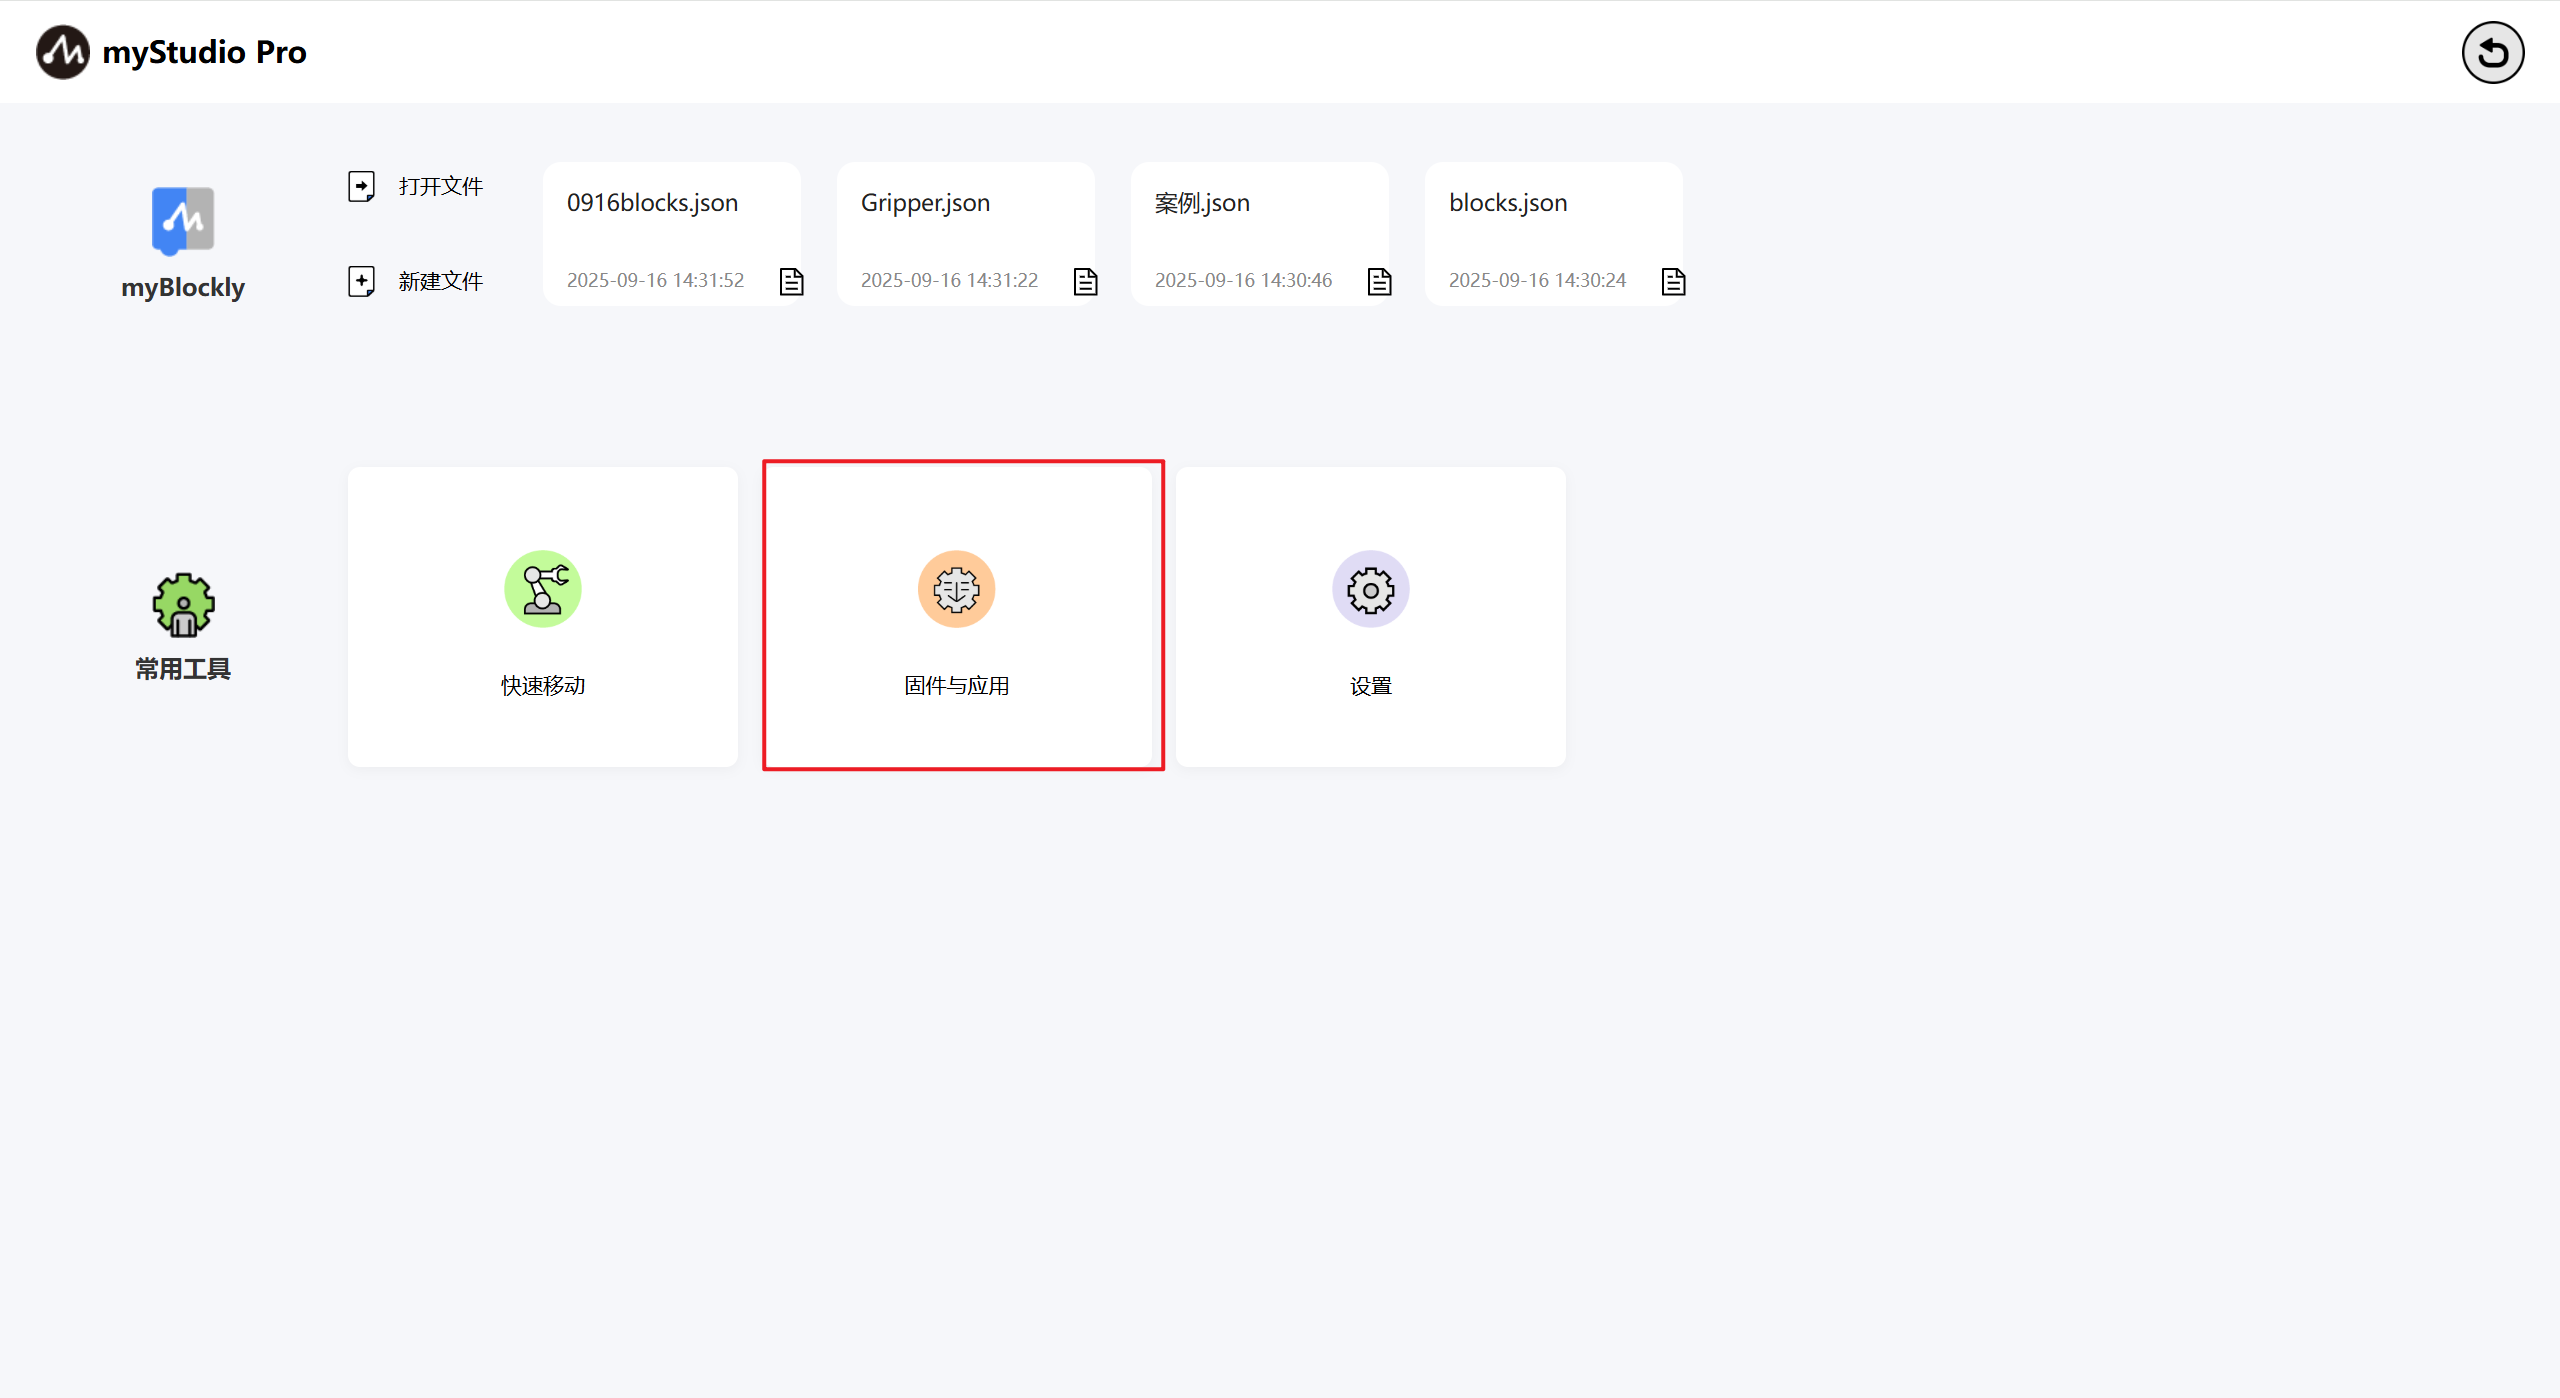 myStudio Pro
myBlockly
打开文件
新建文件
0916blocks.json
2025-09-16 14:31:52
Gripper.json
2025-09-16 14:31:22
案例.json
2025-09-16 14:30:46
blocks.json
2025-09-16 14:30:24
常用工具
快速移动
固件与应用
设置